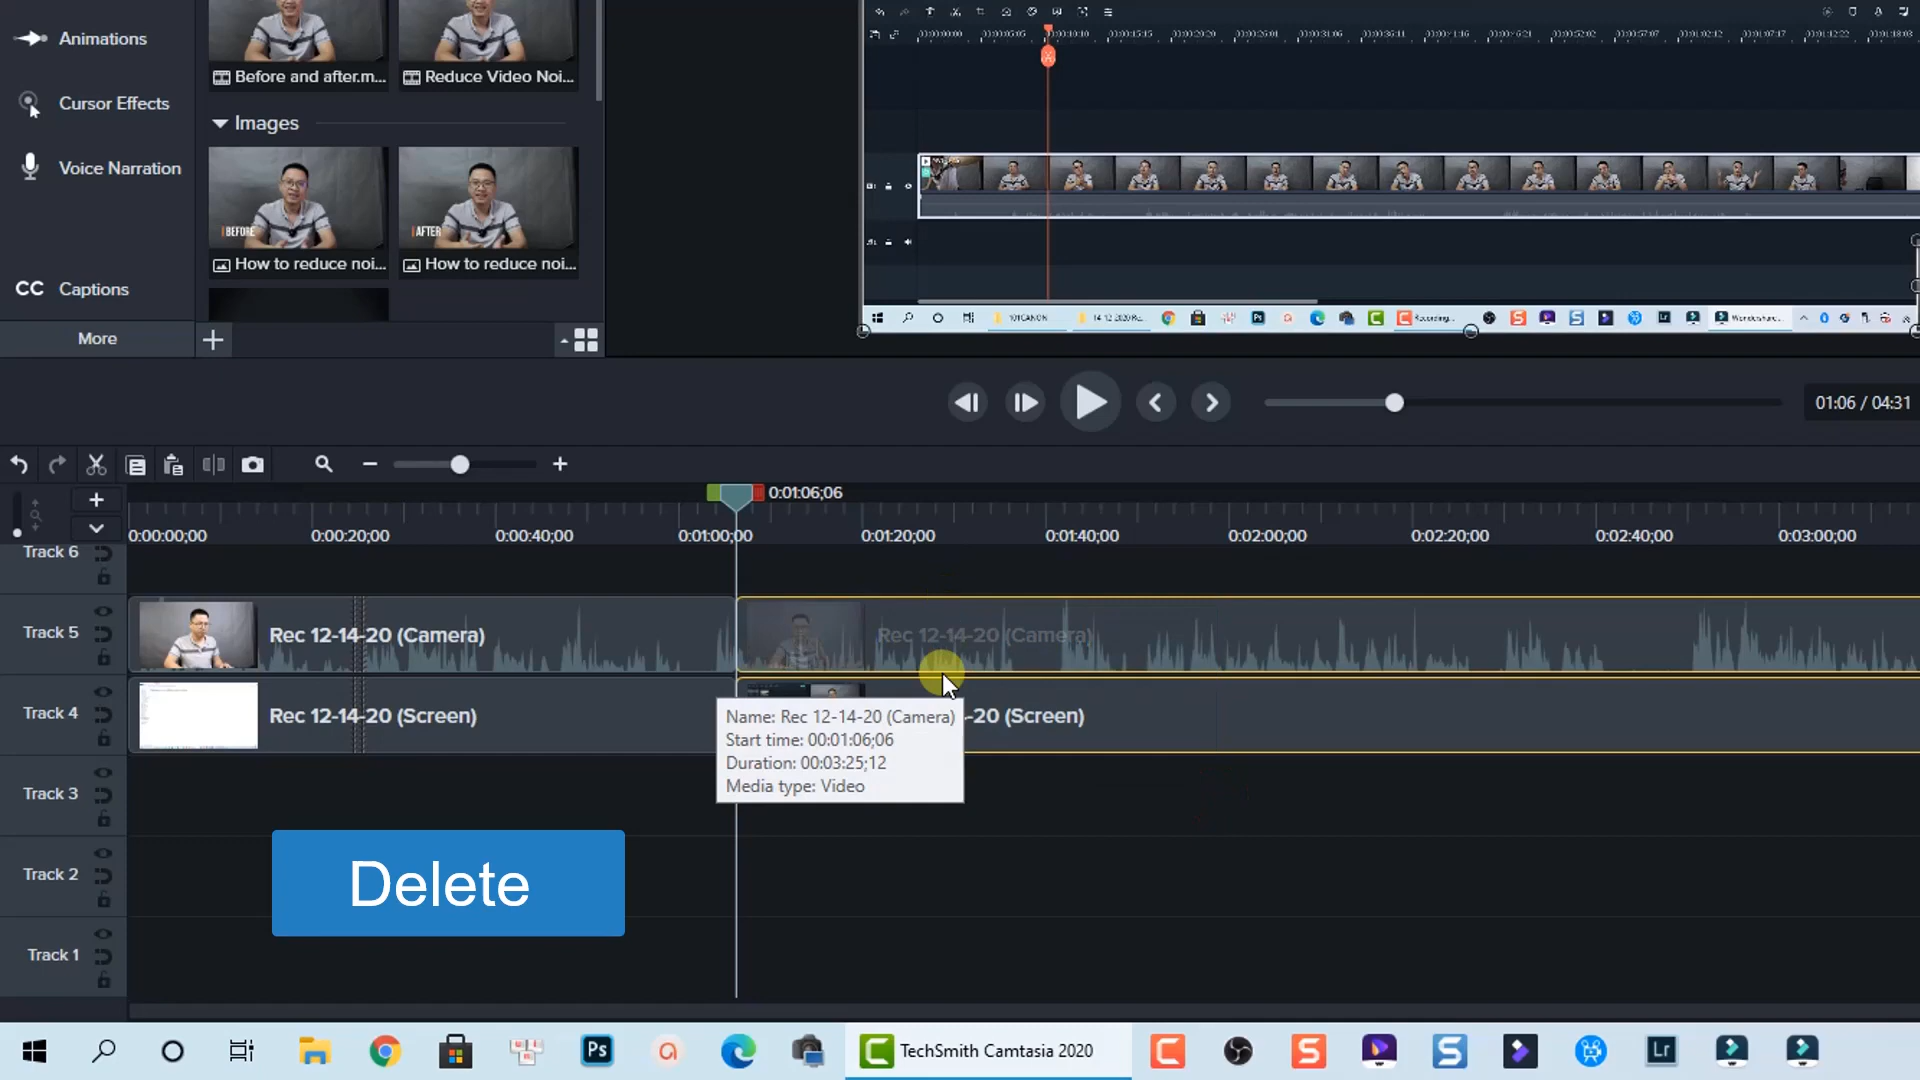 Animations
Cursor Effects
Voice Narration
CC Captions
More
Before and after.m...
Reduce Video Noi...
Images
BEFORE
AFTER
How to reduce noi...
How to reduce noi...
101CANON
Recording...
Wondershare...
01:06 / 04:31
0:01:06;06
0:00:00;00
0:00:20;00
0:00:40;00
0:01:00;00
0:01:20;00
0:01:40;00
0:02:00;00
0:02:20;00
0:02:40;00
0:03:00;00
Track 6
Track 5
Rec 12-14-20 (Camera)
Rec 12-14-20 (Camera)
Track 4
Rec 12-14-20 (Screen)
-20 (Screen)
Name: Rec 12-14-20 (Camera)
Start time: 00:01:06;06
Duration: 00:03:25;12
Media type: Video
Track 3
Track 2
Delete
Track 1
Ps
TechSmith Camtasia 2020
Lr